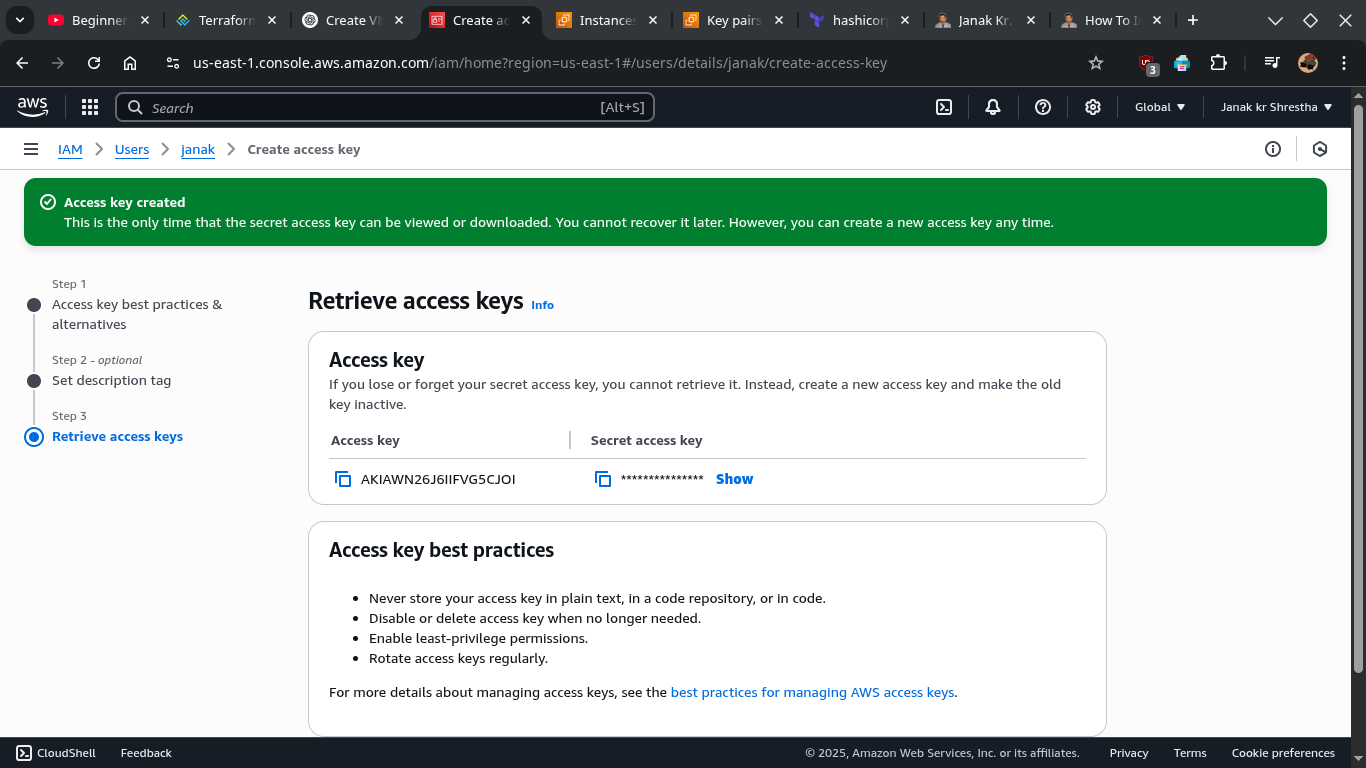 Beginner
Terraform
Create VM
Create ac
Instances
Key pairs
hashicorp
Janak Kr.
How To I
us-east-1.console.aws.amazon.com/iam/home?region=us-east-1#/users/details/janak/create-access-key
3
aws
Search
[Alt+S]
Global
Janak kr Shrestha
IAM
Users
janak
Create access key
Access key created
This is the only time that the secret access key can be viewed or downloaded. You cannot recover it later. However, you can create a new access key any time.
Step 1
Access key best practices &
alternatives
Step 2 - optional
Set description tag
Step 3
Retrieve access keys
Retrieve access keys Info
Access key
If you lose or forget your secret access key, you cannot retrieve it. Instead, create a new access key and make the old
key inactive.
Access key
Secret access key
AKIAWN26J6IIFVG5CJOI
*************** Show
Access key best practices
• Never store your access key in plain text, in a code repository, or in code.
• Disable or delete access key when no longer needed.
• Enable least-privilege permissions.
• Rotate access keys regularly.
For more details about managing access keys, see the best practices for managing AWS access keys.
CloudShell
Feedback
© 2025, Amazon Web Services, Inc. or its affiliates.
Privacy
Terms
Cookie preferences